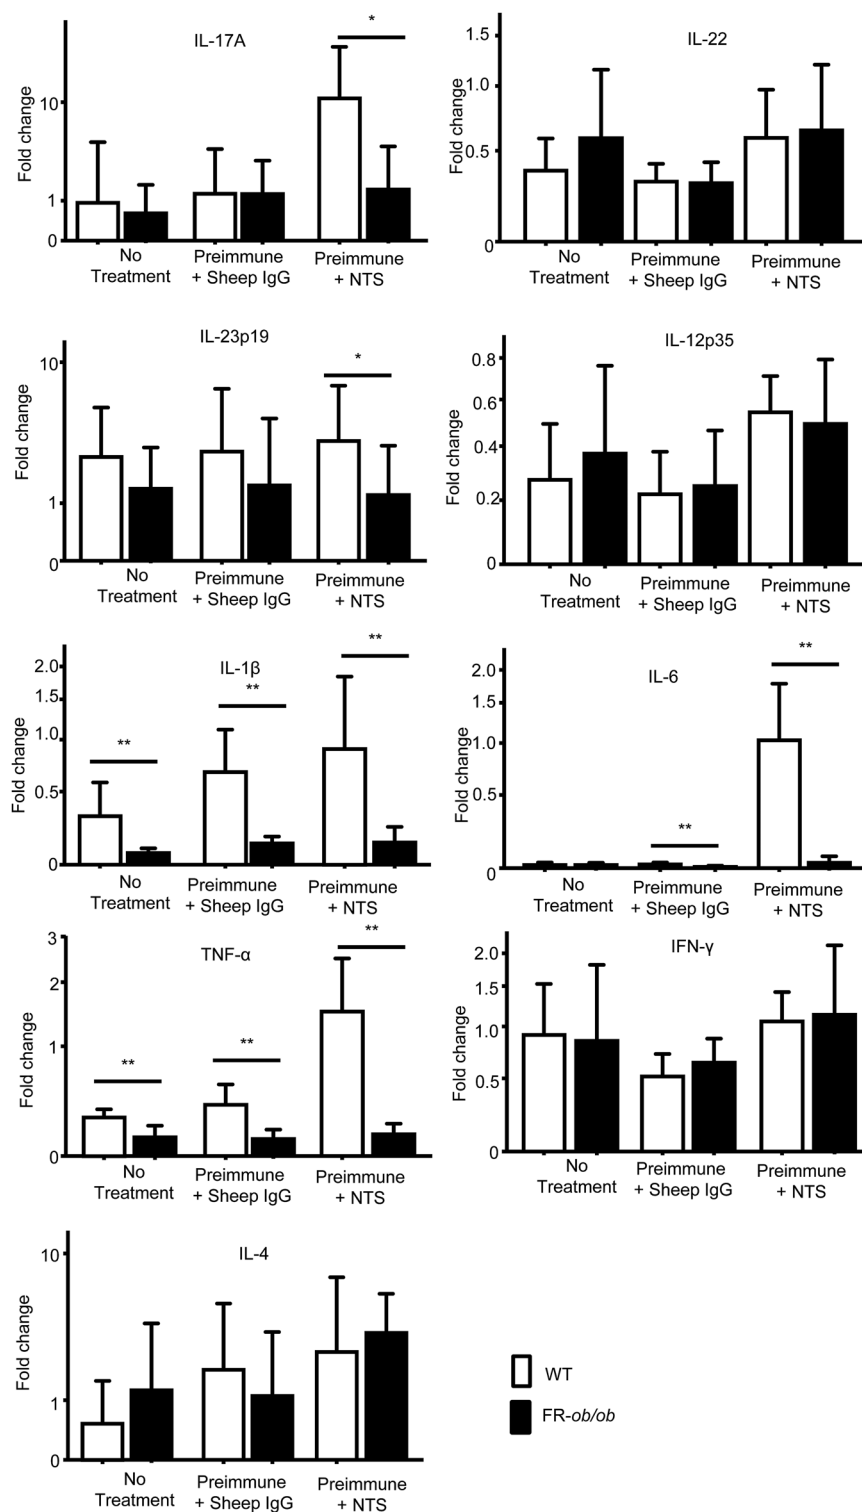 IL-17A
*
Fold change
10
1
0
No
Treatment
Preimmune
+ Sheep IgG
Preimmune
+ NTS
IL-22
Fold change
1.5
1.0
0.5
0
No
Treatment
Preimmune
+ Sheep IgG
Preimmune
+ NTS
IL-23p19
*
Fold change
10
1
0
No
Treatment
Preimmune
+ Sheep IgG
Preimmune
+ NTS
IL-12p35
Fold change
0.8
0.6
0.4
0.2
0
No
Treatment
Preimmune
+ Sheep IgG
Preimmune
+ NTS
IL-1β
**
**
**
Fold change
2.0
1.5
1.0
0.5
0
No
Treatment
Preimmune
+ Sheep IgG
Preimmune
+ NTS
IL-6
**
**
Fold change
2.0
1.5
1.0
0.5
0
No
Treatment
Preimmune
+ Sheep IgG
Preimmune
+ NTS
TNF-α
**
**
**
Fold change
3
2
1
0
No
Treatment
Preimmune
+ Sheep IgG
Preimmune
+ NTS
IFN-γ
Fold change
2.0
1.5
1.0
0.5
0
No
Treatment
Preimmune
+ Sheep IgG
Preimmune
+ NTS
IL-4
Fold change
10
1
0
No
Treatment
Preimmune
+ Sheep IgG
Preimmune
+ NTS
WT
FR-ob/ob